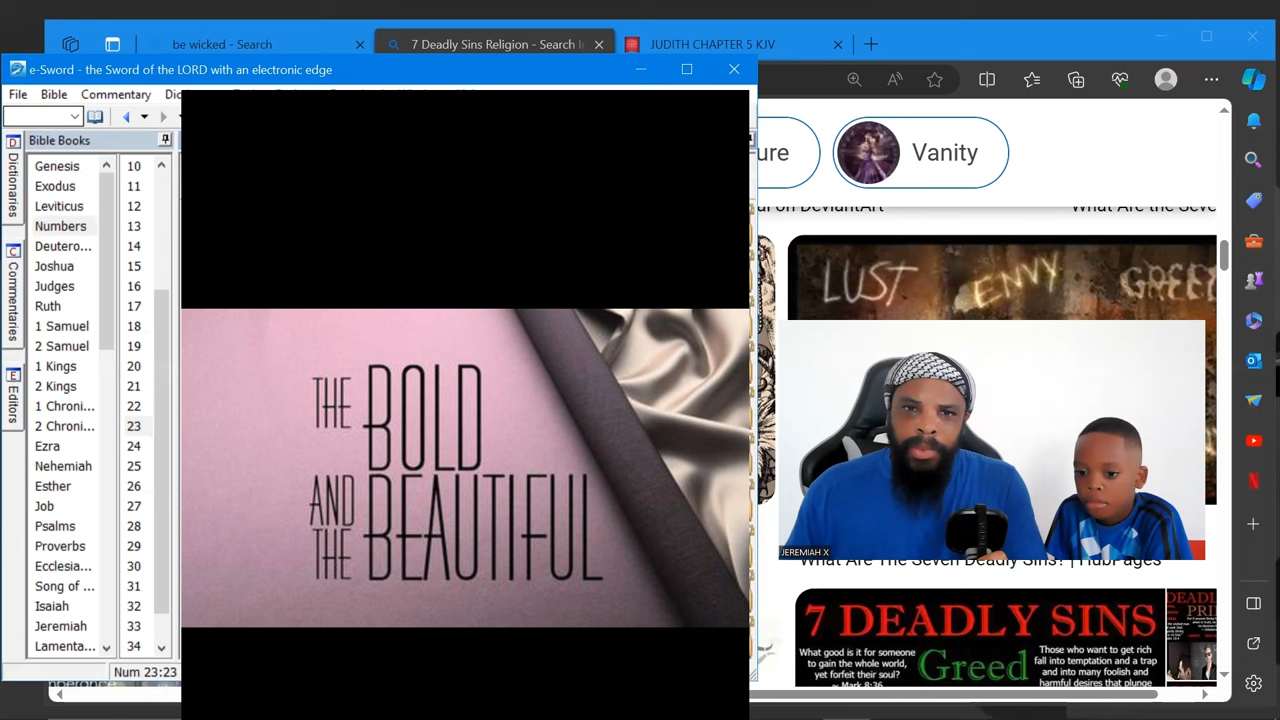 be wicked - Search
7 Deadly Sins Religion - Search
JUDITH CHAPTER 5 KJV
e-Sword - the Sword of the LORD with an electronic edge
File Bible Commentary
Bible Books
Dictionaries
Commentaries
Editors
Genesis 10
Exodus 11
Leviticus 12
Numbers 13
Deutero... 14
Joshua 15
Judges 16
Ruth 17
1 Samuel 18
2 Samuel 19
1 Kings 20
2 Kings 21
1 Chroni... 22
2 Chroni... 23
Ezra 24
Nehemiah 25
Esther 26
Job 27
Psalms 28
Proverbs 29
Ecclesia... 30
Song of ... 31
Isaiah 32
Jeremiah 33
Lamenta... 34
Num 23:23
THE BOLD
AND THE BEAUTIFUL
ure
Vanity
on DeviantArt
What Are the Seve
LUST ENVY GREE
JEREMIAH X
What Are The Seven Deadly Sins? | HubPages
7 DEADLY SINS
What good is it for someone
to gain the whole world,
yet forfeit their soul?
~ Mark 8:36
Greed
Those who want to get rich
fall into temptation and a trap
and into many foolish and
harmful desires that plunge
DEADLY
PRI